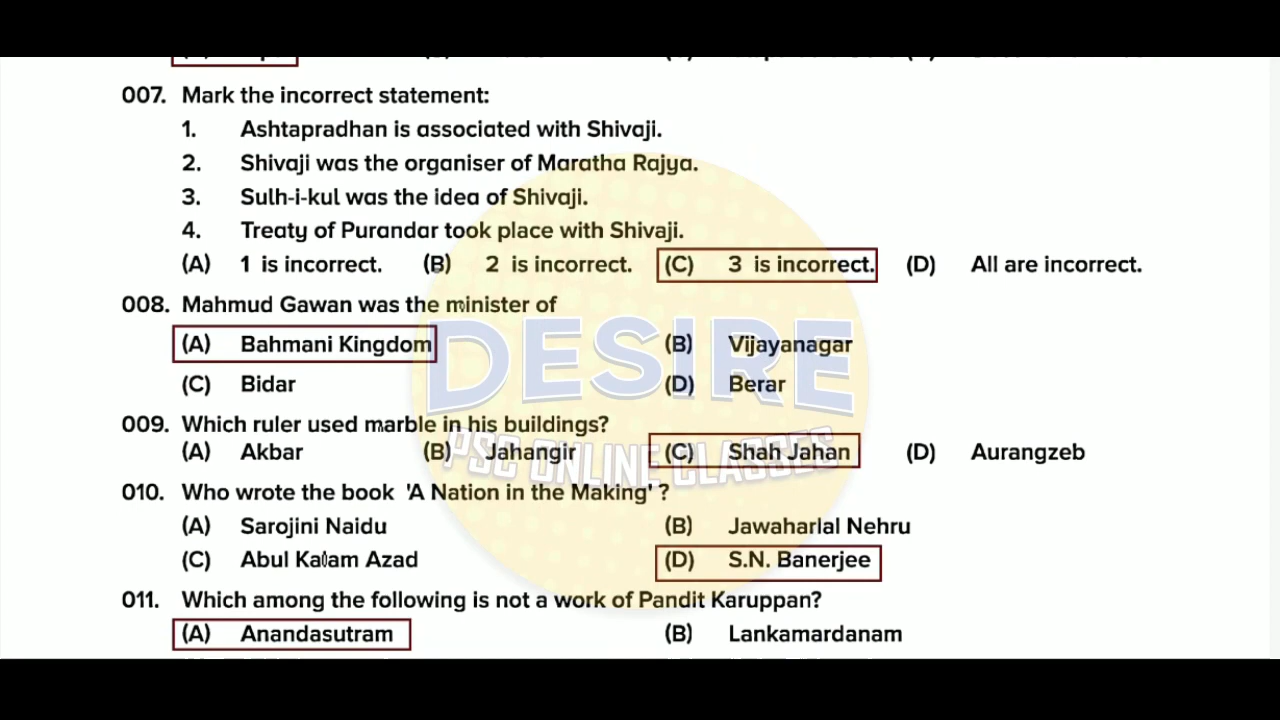 007. Mark the incorrect statement:
1. Ashtapradhan is associated with Shivaji.
2. Shivaji was the organiser of Maratha Rajya.
3. Sulh-i-kul was the idea of Shivaji.
4. Treaty of Purandar took place with Shivaji.
(A) 1 is incorrect. (B) 2 is incorrect. (C) 3 is incorrect. (D) All are incorrect.
008. Mahmud Gawan was the minister of
(A) Bahmani Kingdom (B) Vijayanagar
(C) Bidar (D) Berar
DESIRE
009. Which ruler used marble in his buildings?
(A) Akbar (B) Jahangir (C) Shah Jahan (D) Aurangzeb
PSC ONLINE CLASSES
010. Who wrote the book 'A Nation in the Making' ?
(A) Sarojini Naidu (B) Jawaharlal Nehru
(C) Abul Kalam Azad (D) S.N. Banerjee
011. Which among the following is not a work of Pandit Karuppan?
(A) Anandasutram (B) Lankamardanam